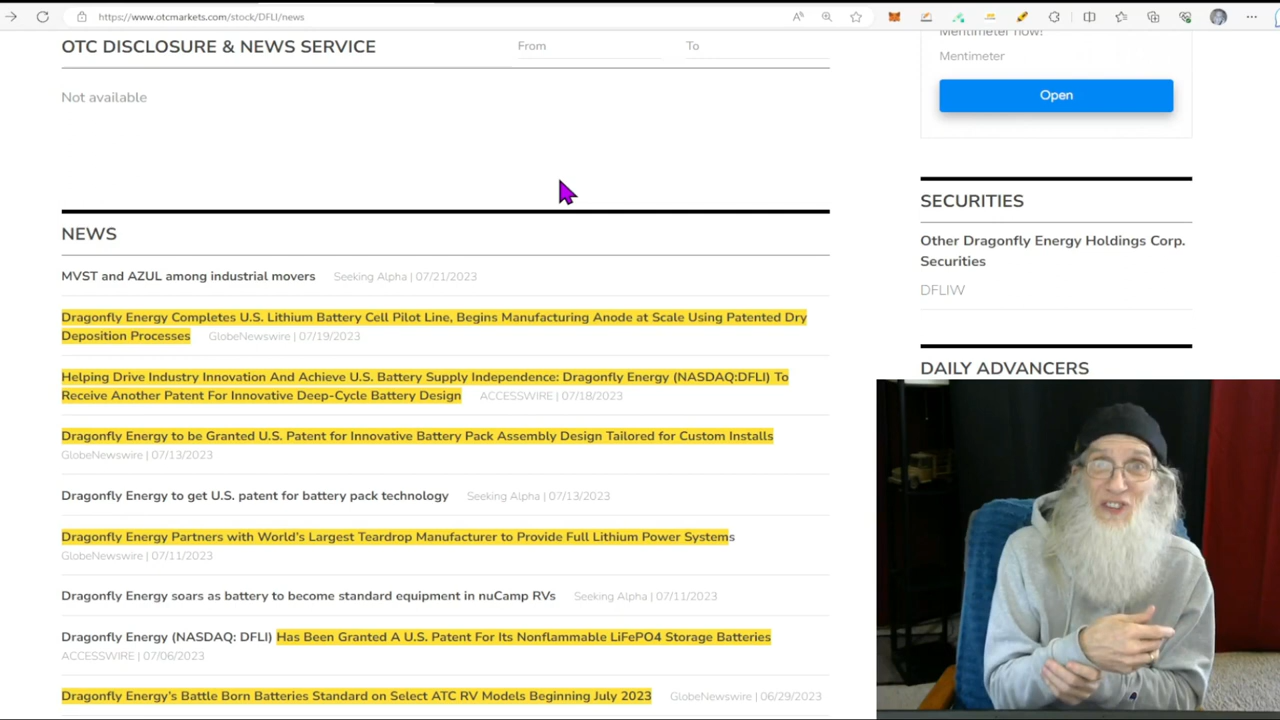 https://www.otcmarkets.com/stock/DFLI/news
OTC DISCLOSURE & NEWS SERVICE
From
To
Not available
NEWS
MVST and AZUL among industrial movers Seeking Alpha | 07/21/2023
Dragonfly Energy Completes U.S. Lithium Battery Cell Pilot Line, Begins Manufacturing Anode at Scale Using Patented Dry
Deposition Processes GlobeNewswire | 07/19/2023
Helping Drive Industry Innovation And Achieve U.S. Battery Supply Independence: Dragonfly Energy (NASDAQ:DFLI) To
Receive Another Patent For Innovative Deep-Cycle Battery Design ACCESSWIRE | 07/18/2023
Dragonfly Energy to be Granted U.S. Patent for Innovative Battery Pack Assembly Design Tailored for Custom Installs
GlobeNewswire | 07/13/2023
Dragonfly Energy to get U.S. patent for battery pack technology Seeking Alpha | 07/13/2023
Dragonfly Energy Partners with World's Largest Teardrop Manufacturer to Provide Full Lithium Power Systems
GlobeNewswire | 07/11/2023
Dragonfly Energy soars as battery to become standard equipment in nuCamp RVs Seeking Alpha | 07/11/2023
Dragonfly Energy (NASDAQ: DFLI) Has Been Granted A U.S. Patent For Its Nonflammable LiFePO4 Storage Batteries
ACCESSWIRE | 07/06/2023
Dragonfly Energy's Battle Born Batteries Standard on Select ATC RV Models Beginning July 2023 GlobeNewswire | 06/29/2023
Mentimeter now!
Mentimeter
Open
SECURITIES
Other Dragonfly Energy Holdings Corp.
Securities
DFLIW
DAILY ADVANCERS